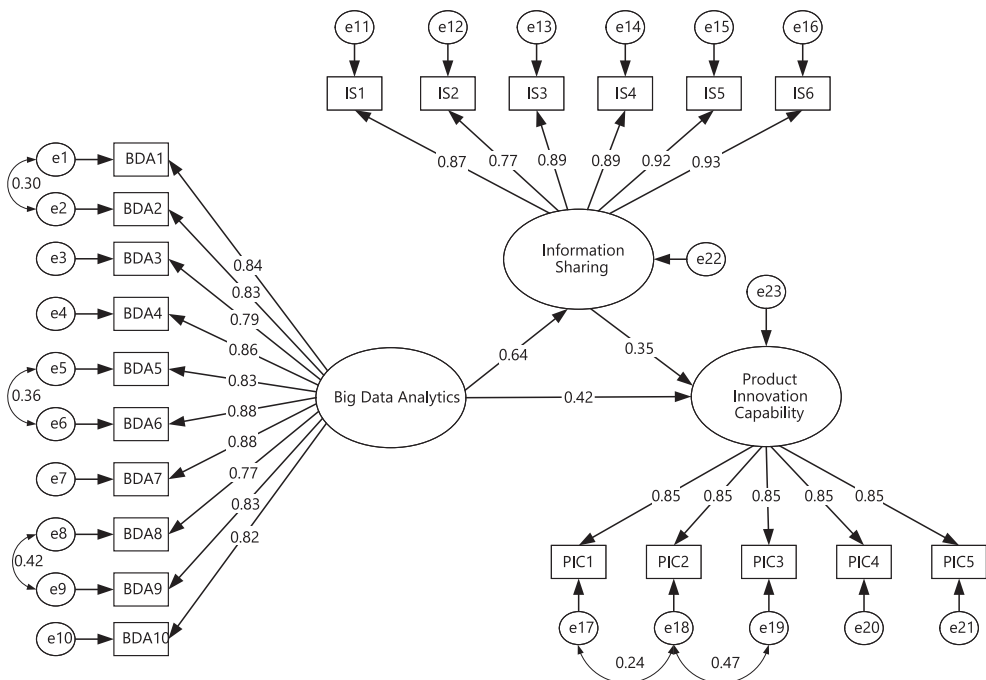 e11 e12 e13 e14 e15 e16
IS1 IS2 IS3 IS4 IS5 IS6
0.87 0.77 0.89 0.89 0.92 0.93
e1 BDA1
0.30
e2 BDA2
e3 BDA3
e4 BDA4
e5 BDA5
0.36
e6 BDA6
e7 BDA7
e8 BDA8
0.42
e9 BDA9
e10 BDA10
0.84
0.83
0.79
0.86
0.83
0.88
0.88
0.77
0.83
0.82
Big Data Analytics
Information
Sharing
e22
e23
0.64
0.35
0.42
Product
Innovation
Capability
0.85 0.85 0.85 0.85 0.85
PIC1 PIC2 PIC3 PIC4 PIC5
e17 e18 e19 e20 e21
0.24 0.47